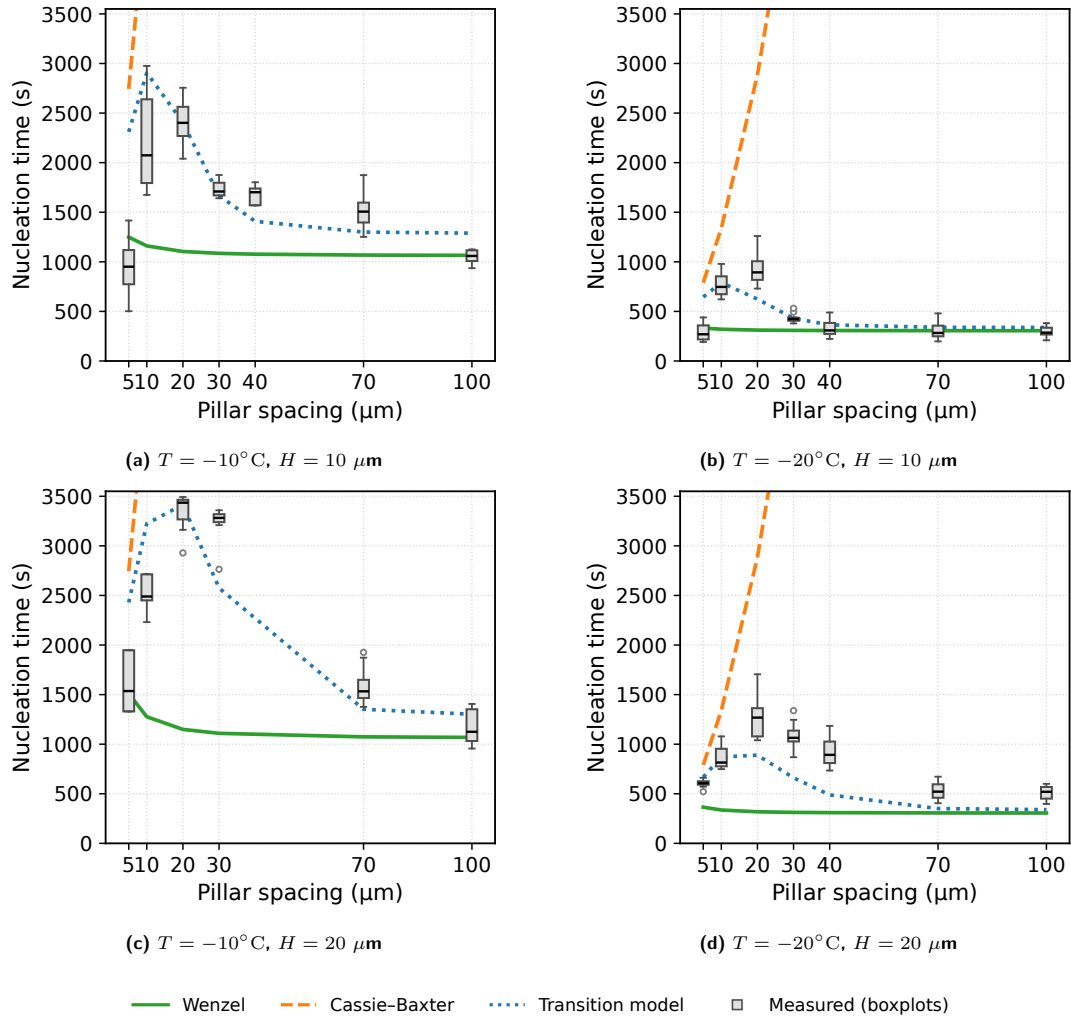 3500
3000
2500
2000
1500
1000
500
0
Nucleation time (s)
5 10 20 30 40 70 100
Pillar spacing (µm)
(a) T = −10°C, H = 10 µm
3500
3000
2500
2000
1500
1000
500
0
Nucleation time (s)
5 10 20 30 40 70 100
Pillar spacing (µm)
(b) T = −20°C, H = 10 µm
3500
3000
2500
2000
1500
1000
500
0
Nucleation time (s)
5 10 20 30 40 70 100
Pillar spacing (µm)
(c) T = −10°C, H = 20 µm
3500
3000
2500
2000
1500
1000
500
0
Nucleation time (s)
5 10 20 30 40 70 100
Pillar spacing (µm)
(d) T = −20°C, H = 20 µm
Wenzel Cassie–Baxter Transition model Measured (boxplots)